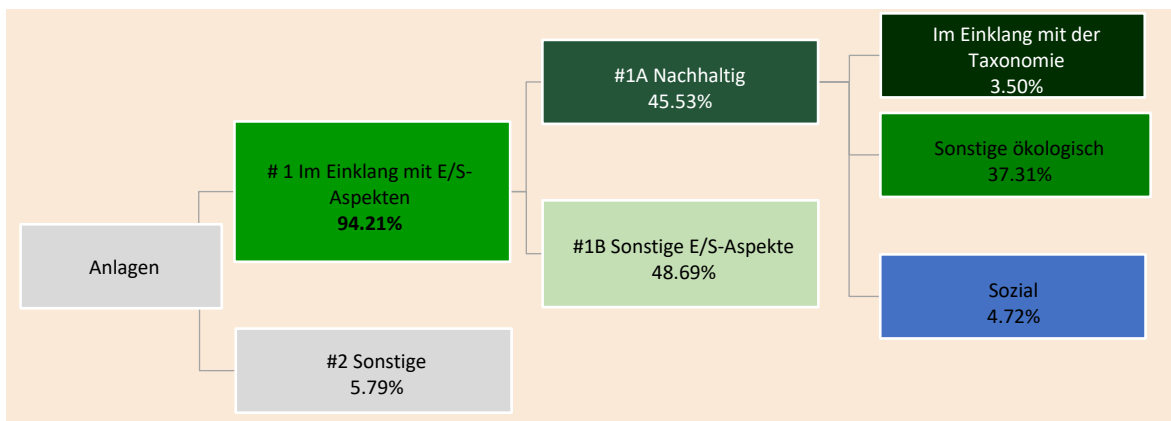 Anlagen
# 1 Im Einklang mit E/S-
Aspekten
94.21%
#2 Sonstige
5.79%
#1A Nachhaltig
45.53%
#1B Sonstige E/S-Aspekte
48.69%
Im Einklang mit der
Taxonomie
3.50%
Sonstige ökologisch
37.31%
Sozial
4.72%